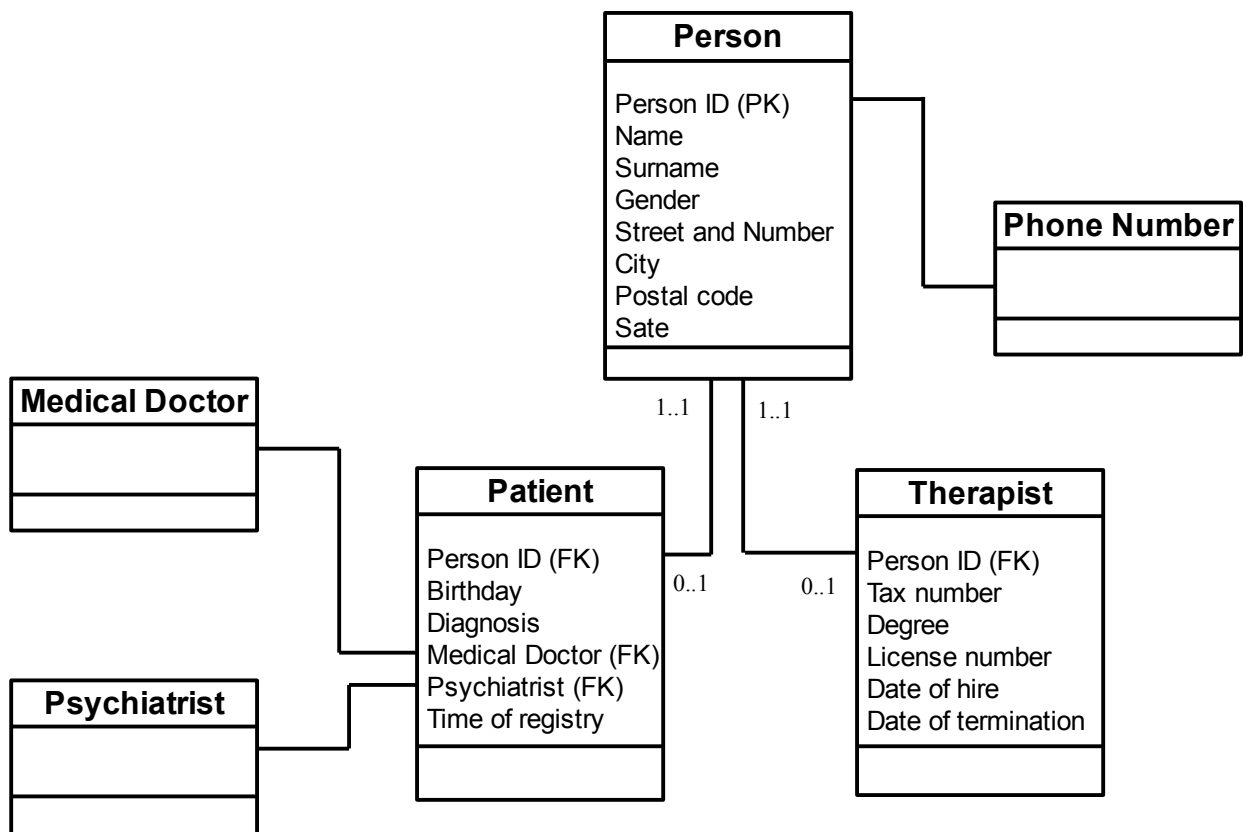 Person
Person ID (PK)
Name
Surname
Gender
Street and Number
City
Postal code
Sate
Phone Number
1..1
1..1
Medical Doctor
Patient
Person ID (FK)
Birthday
Diagnosis
Medical Doctor (FK)
Psychiatrist (FK)
Time of registry
0..1
0..1
Therapist
Person ID (FK)
Tax number
Degree
License number
Date of hire
Date of termination
Psychiatrist